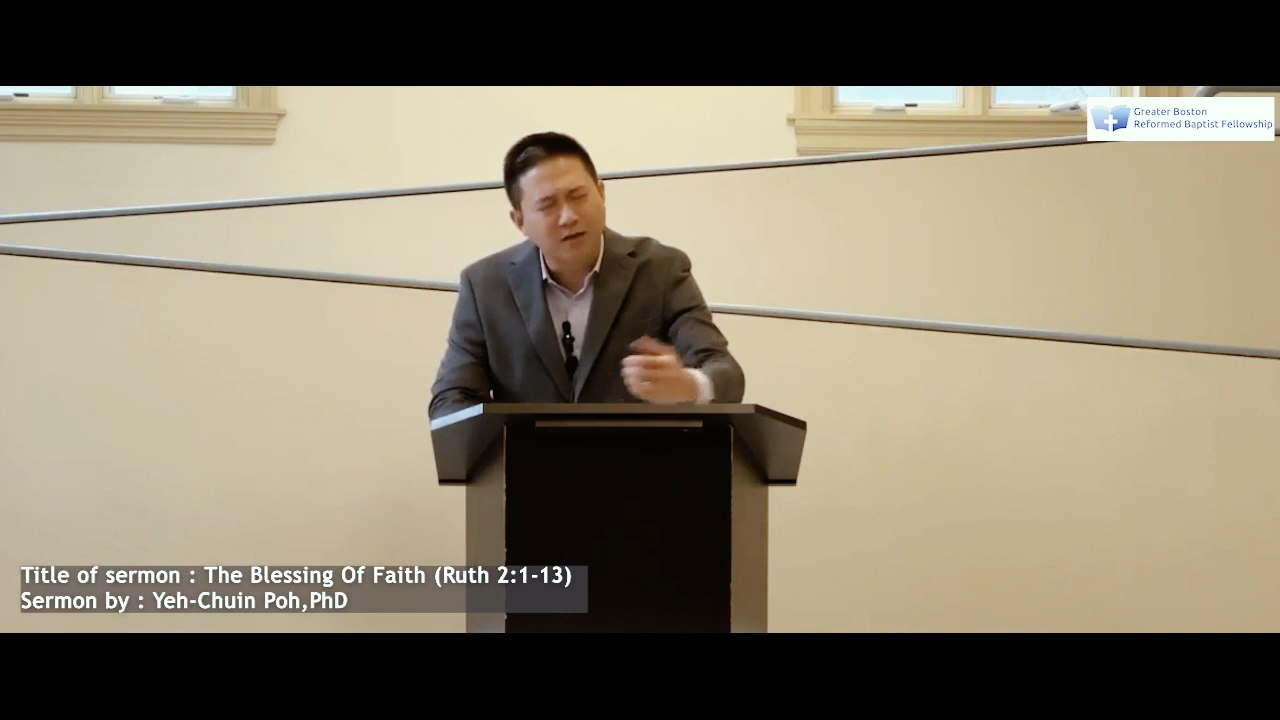 Greater Boston
Reformed Baptist Fellowship
Title of sermon : The Blessing Of Faith (Ruth 2:1-13)
Sermon by : Yeh-Chuin Poh,PhD